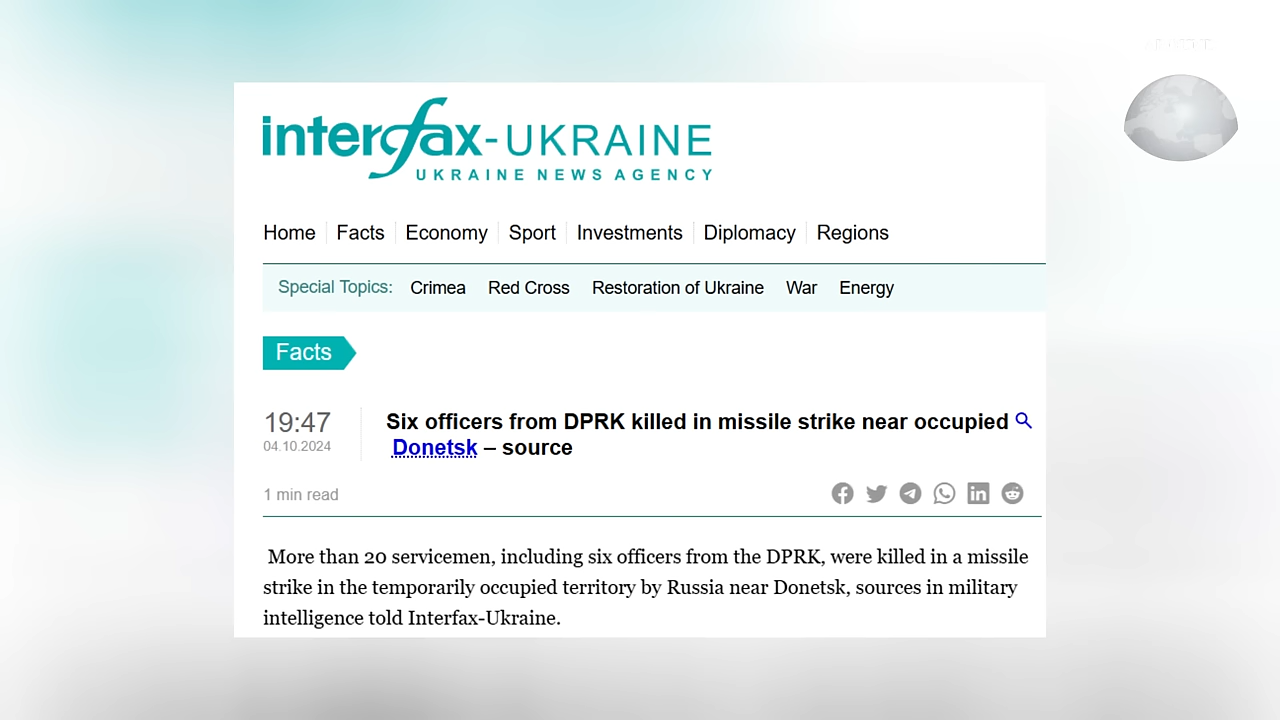 interfax-UKRAINE
UKRAINE NEWS AGENCY
Home Facts Economy Sport Investments Diplomacy Regions
Special Topics: Crimea Red Cross Restoration of Ukraine War Energy
Facts
19:47
04.10.2024
Six officers from DPRK killed in missile strike near occupied
Donetsk – source
1 min read
More than 20 servicemen, including six officers from the DPRK, were killed in a missile
strike in the temporarily occupied territory by Russia near Donetsk, sources in military
intelligence told Interfax-Ukraine.